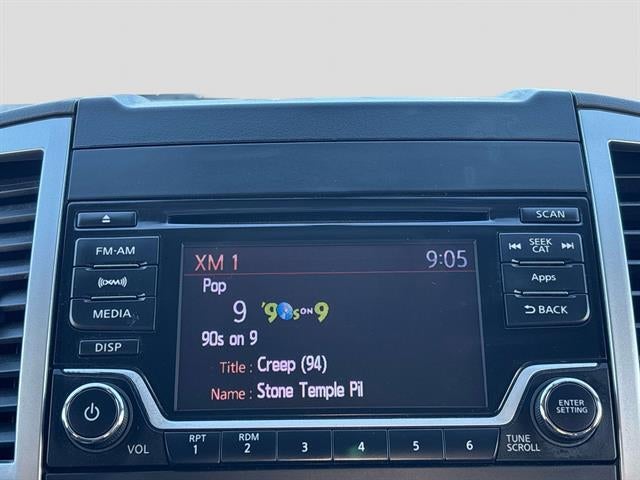 SCAN
FM-AM
XM
MEDIA
DISP
XM 1 9:05
Pop
9 '90s ON 9
90s on 9
Title : Creep (94)
Name : Stone Temple Pil
SEEK
CAT
Apps
BACK
VOL
RPT 1
RDM 2
3
4
5
6
ENTER
SETTING
TUNE
SCROLL